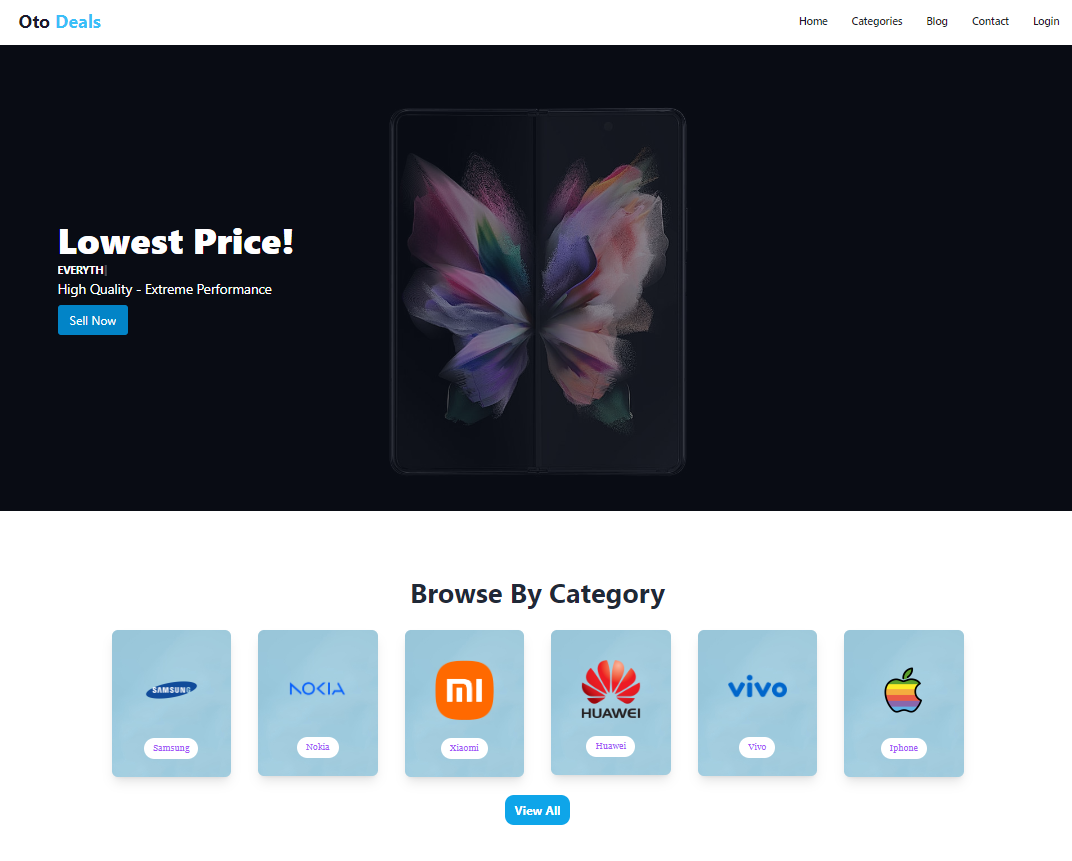 Oto Deals
Home Categories Blog Contact Login
Lowest Price!
EVERYTH
High Quality - Extreme Performance
Sell Now
Browse By Category
SAMSUNG
NOKIA
mi
HUAWEI
vivo
Samsung
Nokia
Xiaomi
Huawei
Vivo
Iphone
View All